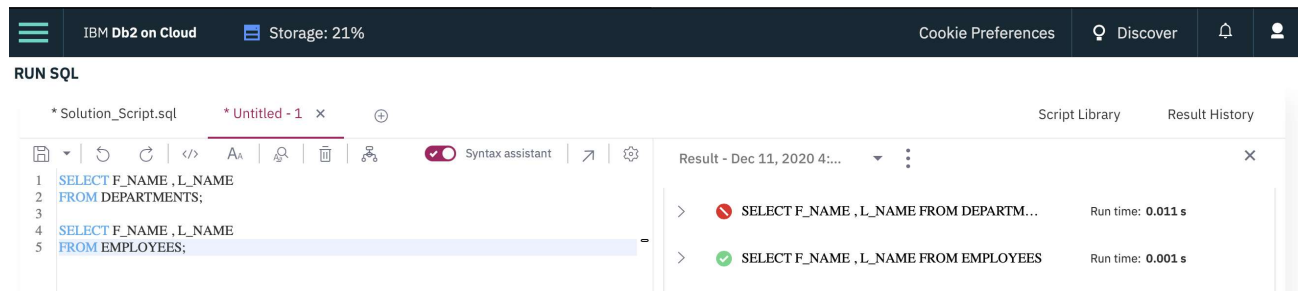 IBM Db2 on Cloud Storage: 21% Cookie Preferences Discover
RUN SQL
* Solution_Script.sql * Untitled - 1 × Script Library Result History
</> AA Syntax assistant Result - Dec 11, 2020 4:... ×
1 SELECT F_NAME , L_NAME
2 FROM DEPARTMENTS;
3
4 SELECT F_NAME , L_NAME
5 FROM EMPLOYEES;
SELECT F_NAME , L_NAME FROM DEPARTM... Run time: 0.011 s
SELECT F_NAME , L_NAME FROM EMPLOYEES Run time: 0.001 s